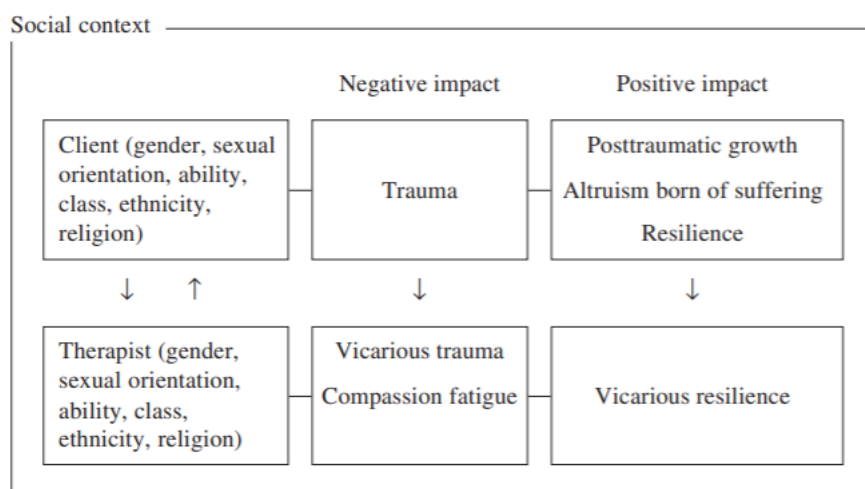 Social context
Negative impact
Positive impact
Client (gender, sexual
orientation, ability,
class, ethnicity,
religion)
Trauma
Posttraumatic growth
Altruism born of suffering
Resilience
↓ ↑ ↓ ↓
Therapist (gender,
sexual orientation,
ability, class,
ethnicity, religion)
Vicarious trauma
Compassion fatigue
Vicarious resilience